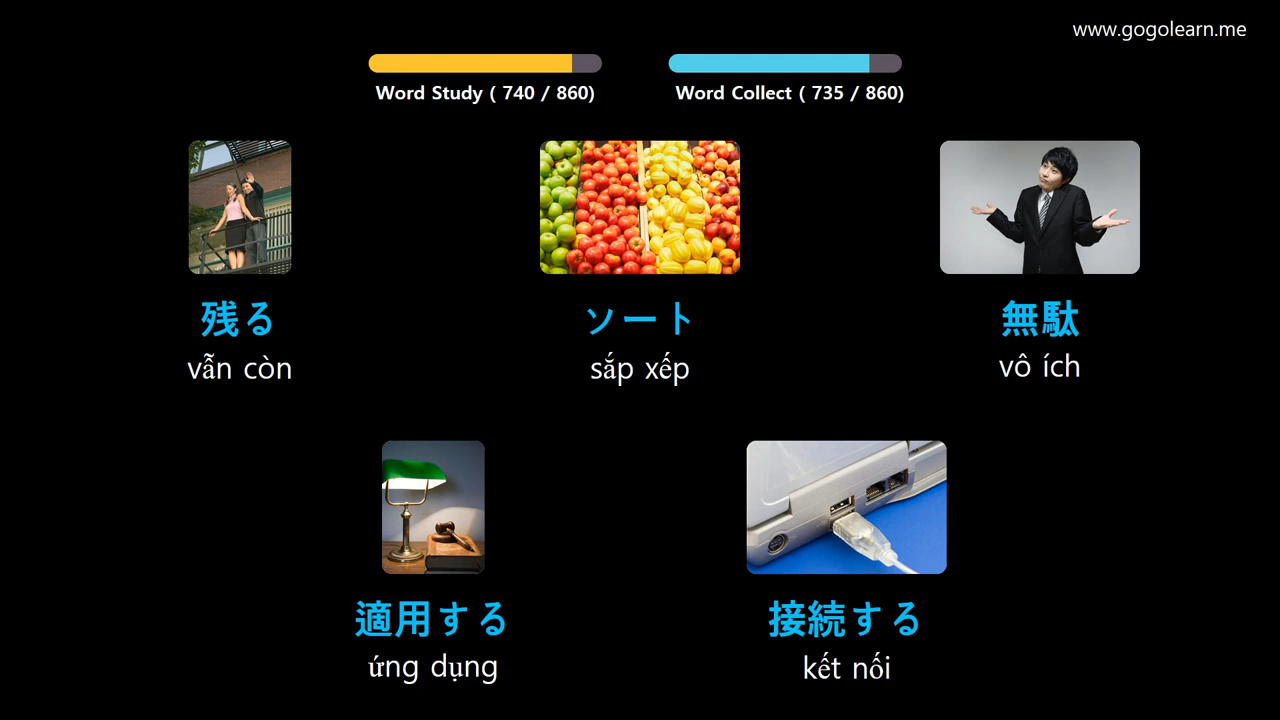 www.gogolearn.me
Word Study ( 740 / 860)
Word Collect ( 735 / 860)
残る
vẫn còn
ソート
sắp xếp
無駄
vô ích
適用する
ứng dụng
接続する
kết nối